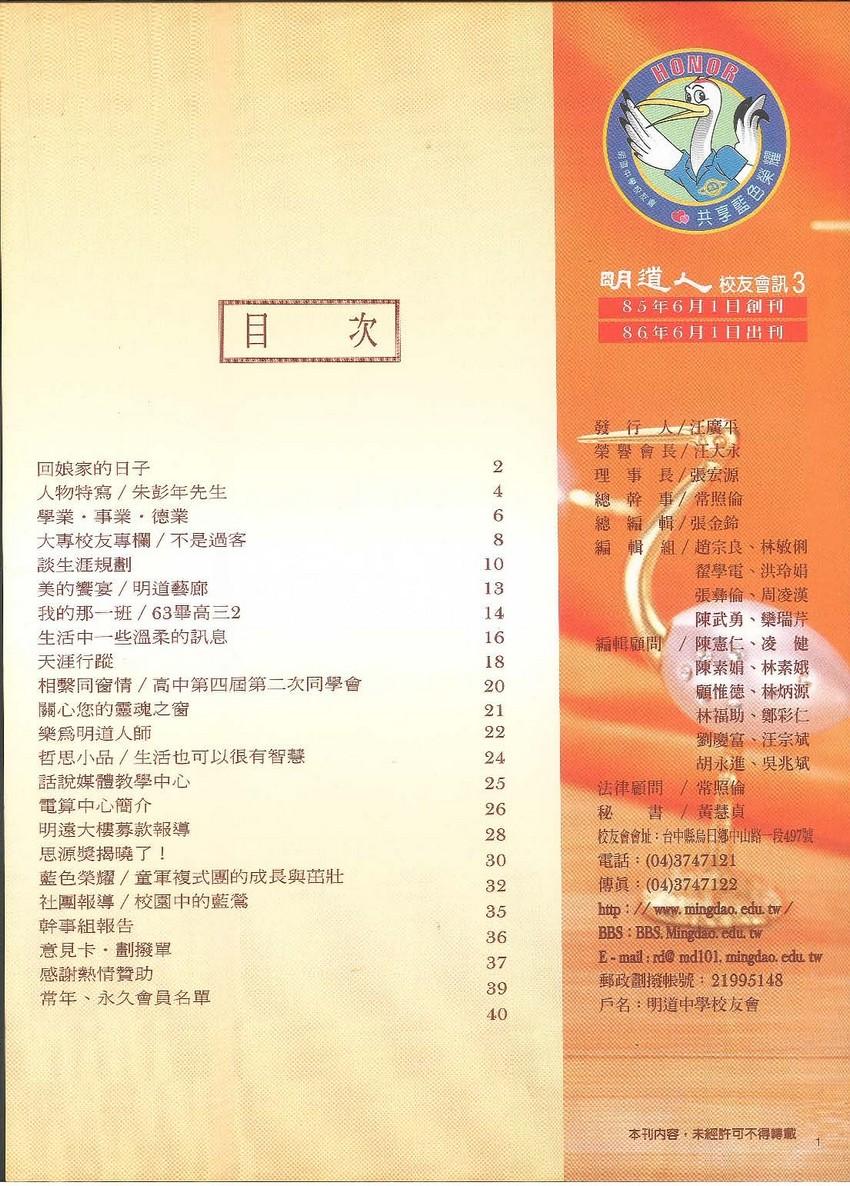 目 次
回娘家的日子 2
人物特寫／朱彭年先生 4
學業・事業・德業 6
大專校友專欄／不是過客 8
談生涯規劃 10
美的饗宴／明道藝廊 13
我的那一班／63畢高三2 14
生活中一些溫柔的訊息 16
天涯行蹤 18
相繫同窗情／高中第四屆第二次同學會 20
關心您的靈魂之窗 21
樂爲明道人師 22
哲思小品／生活也可以很有智慧 24
話說媒體教學中心 25
電算中心簡介 26
明遠大樓募款報導 28
思源獎揭曉了！ 30
藍色榮耀／童軍複式團的成長與茁壯 32
社團報導／校園中的藍鶯 35
幹事組報告 36
意見卡・劃撥單 37
感謝熱情贊助 39
常年、永久會員名單 40
HONOR
明道中學校友會
共享藍色榮耀
明道人 校友會訊 3
85年6月1日創刊
86年6月1日出刊
發行人／汪廣平
榮譽會長／汪大永
理事長／張宏源
總幹事／常照倫
總編輯／張金鈴
編輯組／趙宗良、林敏俐
翟學電、洪玲娟
張彝倫、周凌漢
陳武勇、欒瑞芹
編輯顧問／陳憲仁、凌　健
陳素娟、林素娥
顧惟德、林炳源
林福助、鄭彩仁
劉慶富、汪宗斌
胡永進、吳兆斌
法律顧問／常照倫
秘書／黃慧貞
校友會會址：台中縣烏日鄉中山路一段497號
電話：(04)3747121
傳眞：(04)3747122
http：// www. mingdao. edu. tw /
BBS：BBS. Mingdao. edu. tw
E - mail : rd@ md101. mingdao. edu. tw
郵政劃撥帳號：21995148
戶名：明道中學校友會
本刊內容，未經許可不得轉載
1